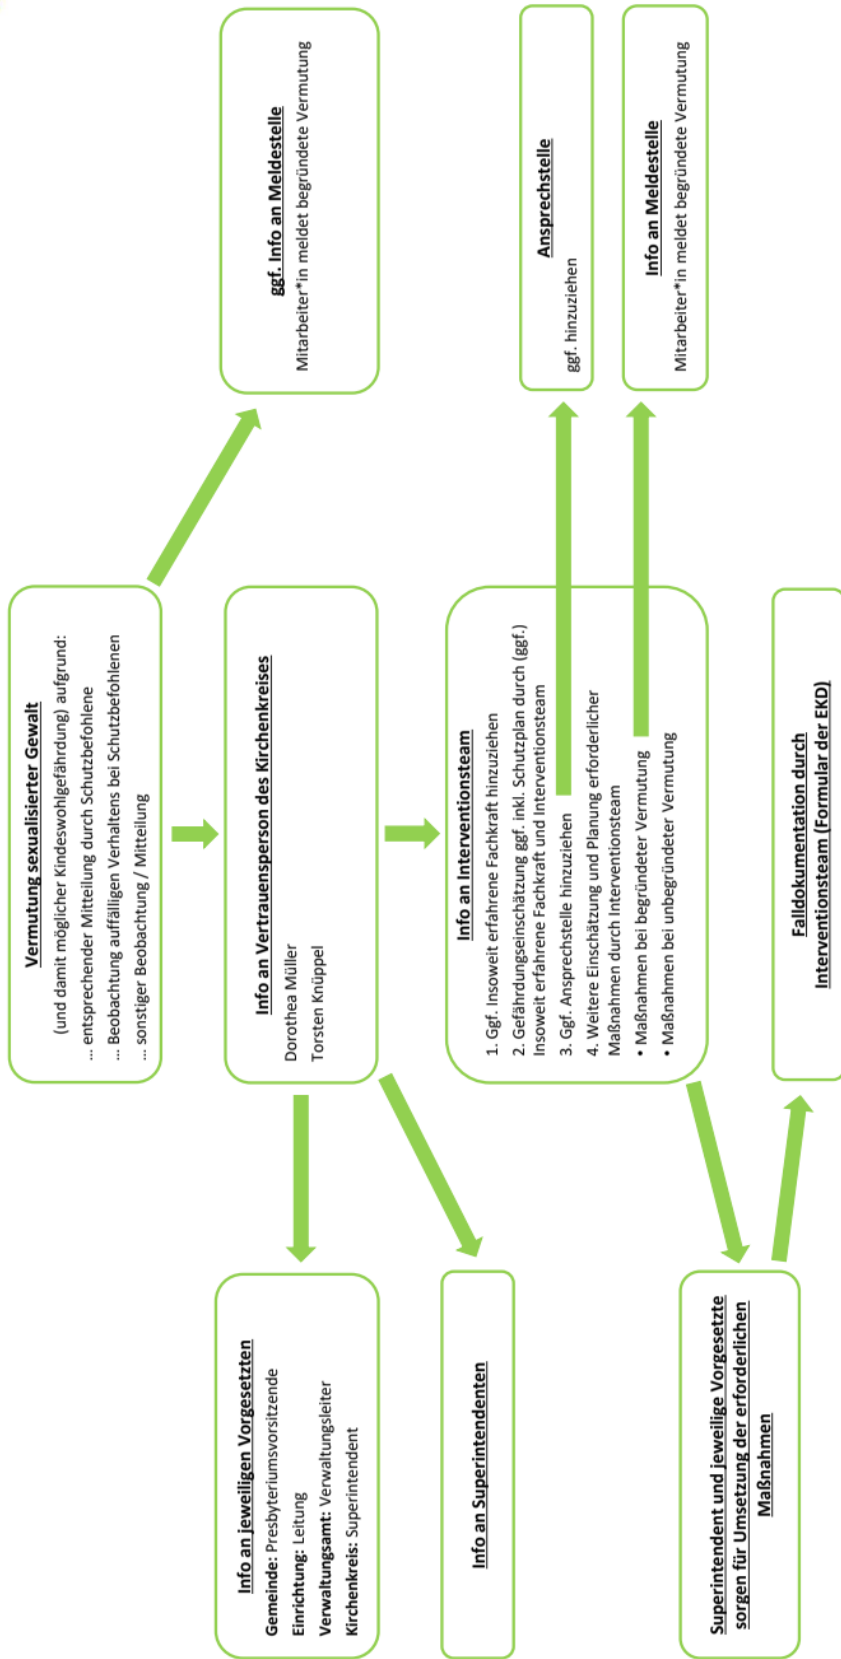 Vermutung sexualisierter Gewalt
(und damit möglicher Kindeswohlgefährdung) aufgrund:
... entsprechender Mitteilung durch Schutzbefohlene
... Beobachtung auffälligen Verhaltens bei Schutzbefohlenen
... sonstiger Beobachtung / Mitteilung
ggf. Info an Meldestelle
Mitarbeiter*in meldet begründete Vermutung
Info an Vertrauensperson des Kirchenkreises
Dorothea Müller
Torsten Knüppel
Info an jeweiligen Vorgesetzten
Gemeinde: Presbyteriumsvorsitzende
Einrichtung: Leitung
Verwaltungsamt: Verwaltungsleiter
Kirchenkreis: Superintendent
Info an Superintendenten
Info an Interventionsteam
1. Ggf. Insoweit erfahrene Fachkraft hinzuziehen
2. Gefährdungseinschätzung ggf. inkl. Schutzplan durch (ggf.)
Insoweit erfahrene Fachkraft und Interventionsteam
3. Ggf. Ansprechstelle hinzuziehen
4. Weitere Einschätzung und Planung erforderlicher
Maßnahmen durch Interventionsteam
• Maßnahmen bei begründeter Vermutung
• Maßnahmen bei unbegründeter Vermutung
Ansprechstelle
ggf. hinzuziehen
Info an Meldestelle
Mitarbeiter*in meldet begründete Vermutung
Superintendent und jeweilige Vorgesetzte
sorgen für Umsetzung der erforderlichen
Maßnahmen
Falldokumentation durch
Interventionsteam (Formular der EKD)